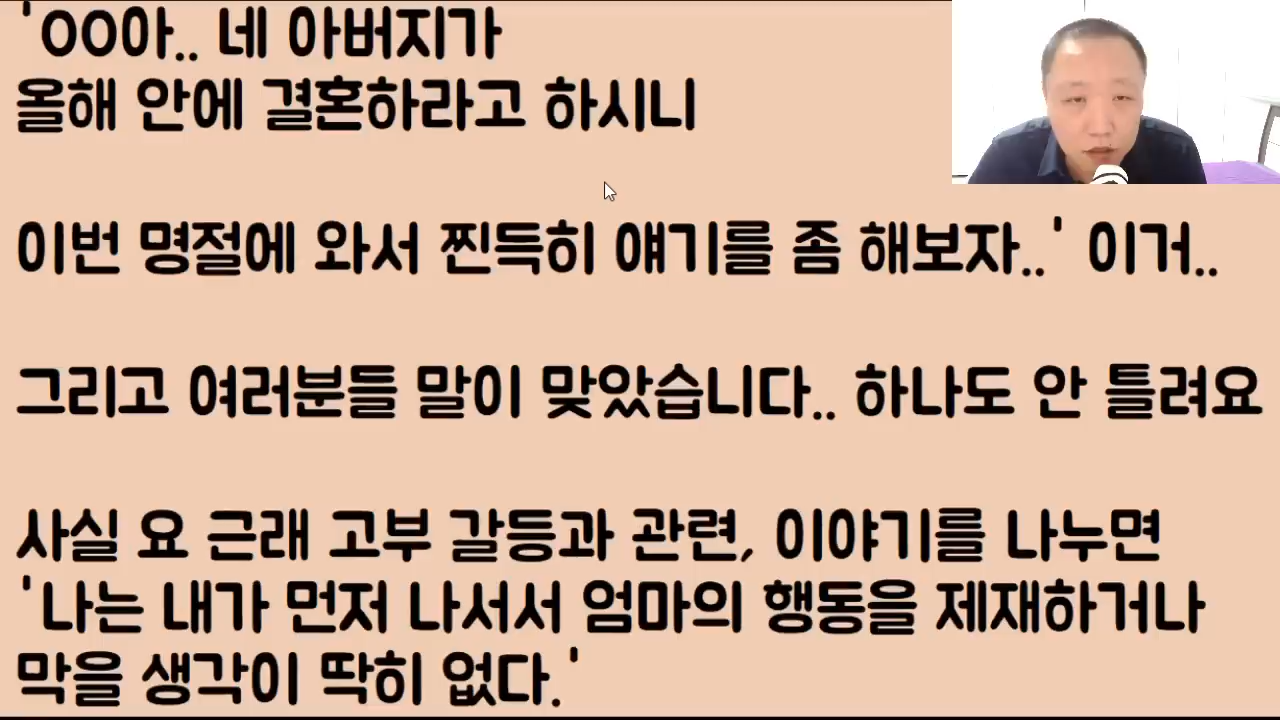 'OO아.. 네 아버지가
올해 안에 결혼하라고 하시니
이번 명절에 와서 찐득히 얘기를 좀 해보자..' 이거..
그리고 여러분들 말이 맞았습니다.. 하나도 안 틀려요
사실 요 근래 고부 갈등과 관련, 이야기를 나누면
'나는 내가 먼저 나서서 엄마의 행동을 제재하거나
막을 생각이 딱히 없다.'